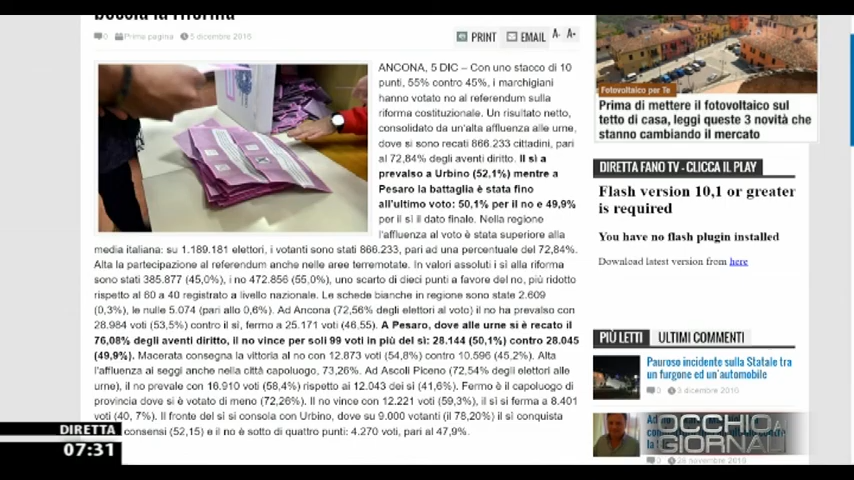 boccia la riforma
0 Prima pagina 5 dicembre 2016
PRINT EMAIL A- A+
ANCONA, 5 DIC – Con uno stacco di 10
punti, 55% contro 45%, i marchigiani
hanno votato no al referendum sulla
riforma costituzionale. Un risultato netto,
consolidato da un'alta affluenza alle urne,
dove si sono recati 866.233 cittadini, pari
al 72,84% degli aventi diritto. Il sì a
prevalso a Urbino (52,1%) mentre a
Pesaro la battaglia è stata fino
all'ultimo voto: 50,1% per il no e 49,9%
per il sì il dato finale. Nella regione
l'affluenza al voto è stata superiore alla
media italiana: su 1.189.181 elettori, i votanti sono stati 866.233, pari ad una percentuale del 72,84%.
Alta la partecipazione al referendum anche nelle aree terremotate. In valori assoluti i sì alla riforma
sono stati 385.877 (45,0%), i no 472.856 (55,0%), uno scarto di dieci punti a favore del no, più ridotto
rispetto al 60 a 40 registrato a livello nazionale. Le schede bianche in regione sono state 2.609
(0,3%), le nulle 5.074 (pari allo 0,6%). Ad Ancona (72,56% degli elettori al voto) il no ha prevalso con
28.984 voti (53,5%) contro il sì, fermo a 25.171 voti (46,55). A Pesaro, dove alle urne si è recato il
76,08% degli aventi diritto, il no vince per soli 99 voti in più del sì: 28.144 (50,1%) contro 28.045
(49,9%). Macerata consegna la vittoria al no con 12.873 voti (54,8%) contro 10.596 (45,2%). Alta
l'affluenza ai seggi anche nella città capoluogo, 73,26%. Ad Ascoli Piceno (72,54% degli elettori alle
urne), il no prevale con 16.910 voti (58,4%) rispetto ai 12.043 dei sì (41,6%). Fermo è il capoluogo di
provincia dove si è votato di meno (72,26%). Il no vince con 12.221 voti (59,3%), il sì si ferma a 8.401
voti (40, 7%). Il fronte del sì si consola con Urbino, dove su 9.000 votanti (il 78,20%) il sì conquista
consensi (52,15) e il no è sotto di quattro punti: 4.270 voti, pari al 47,9%.
Fotovoltaico per Te
Prima di mettere il fotovoltaico sul
tetto di casa, leggi queste 3 novità che
stanno cambiando il mercato
DIRETTA FANO TV - CLICCA IL PLAY
Flash version 10,1 or greater
is required
You have no flash plugin installed
Download latest version from here
PIÙ LETTI ULTIMI COMMENTI
Pauroso incidente sulla Statale tra
un furgone ed un'automobile
0 3 dicembre 2016
0 26 novembre 2016
OCCHIO AI
GIORNALI
DIRETTA
07:31